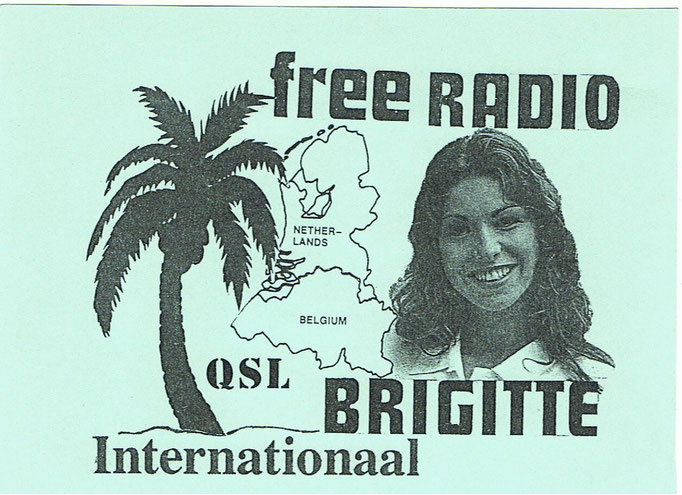 free RADIO
NETHER-
LANDS
BELGIUM
QSL
BRIGITTE
Internationaal